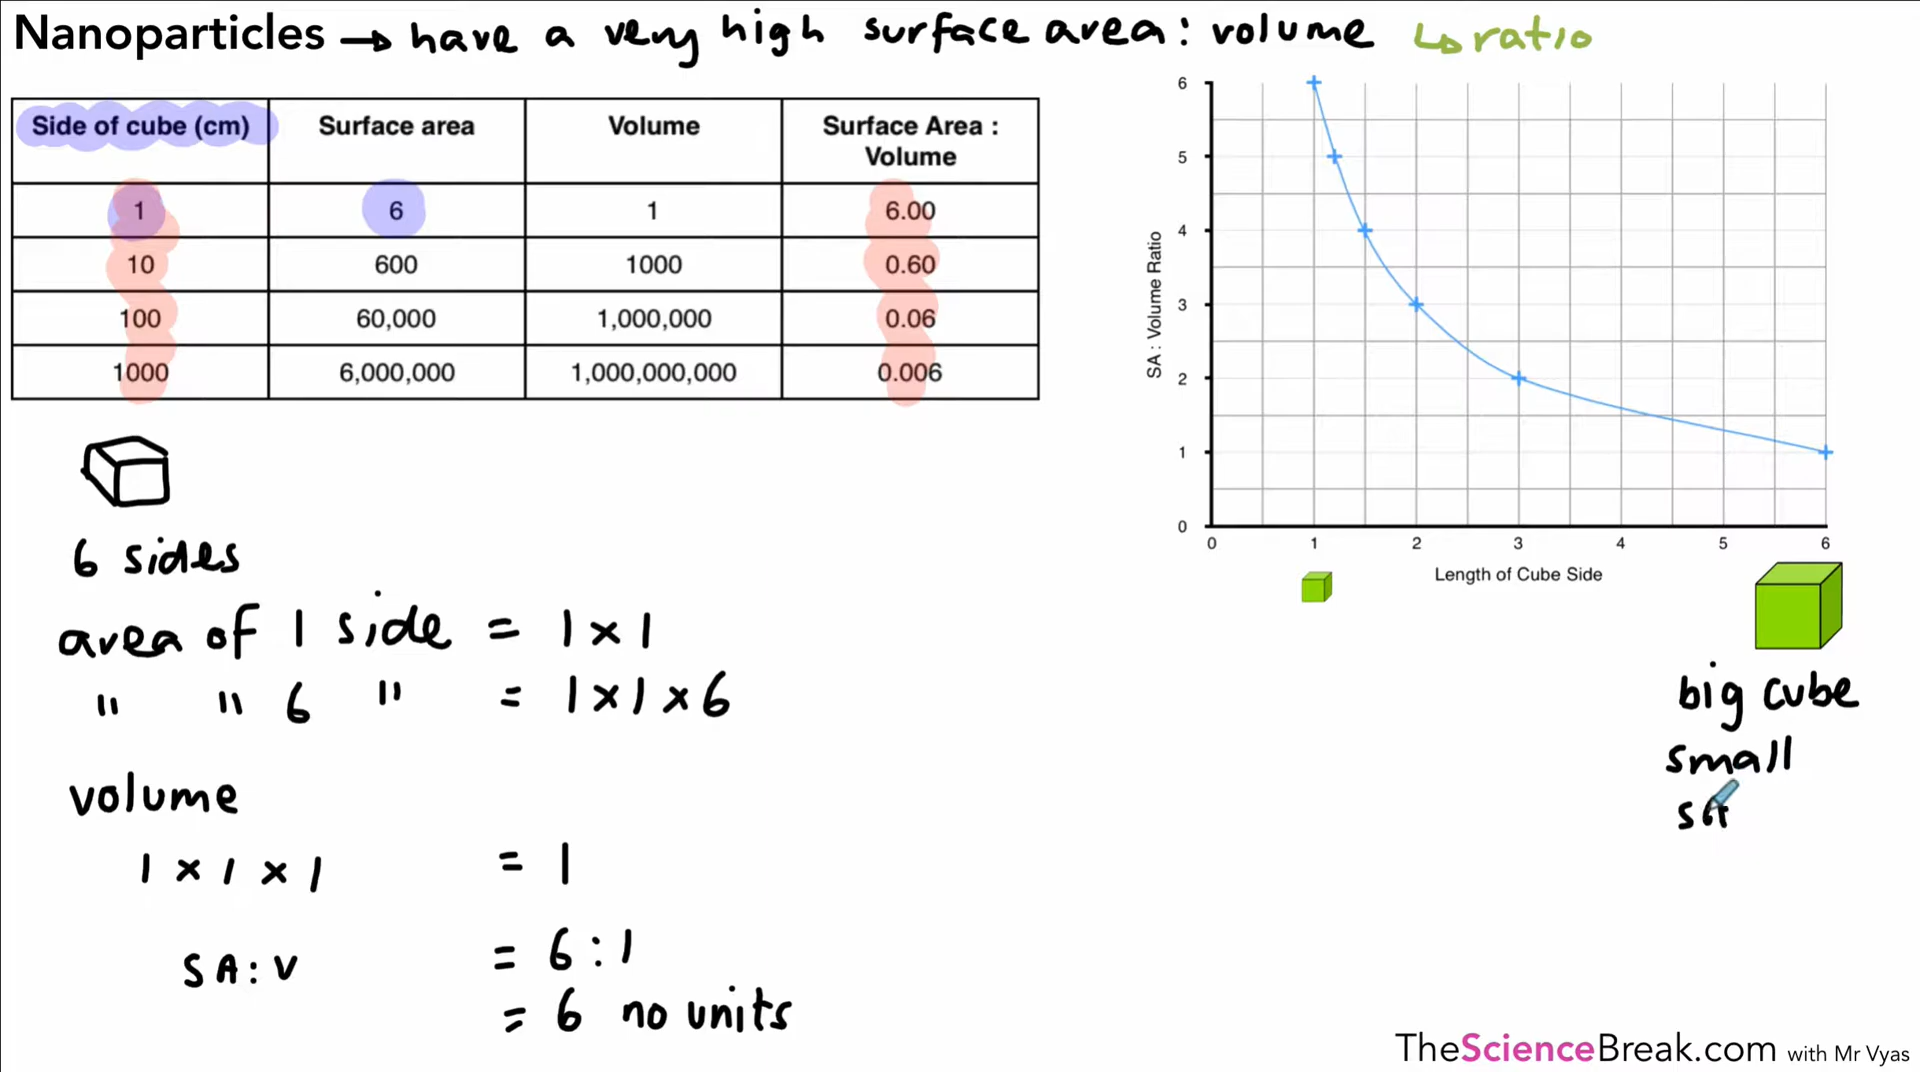 Nanoparticles → have a very high surface area : volume ↳ ratio
Side of cube (cm) Surface area Volume Surface Area : Volume
1 6 1 6.00
10 600 1000 0.60
100 60,000 1,000,000 0.06
1000 6,000,000 1,000,000,000 0.006
6 sides
area of 1 side = 1 x 1
" " 6 " = 1 x 1 x 6
volume
1 x 1 x 1 = 1
SA : V = 6 : 1
= 6 no units
SA : Volume Ratio
6
5
4
3
2
1
0
0 1 2 3 4 5 6
Length of Cube Side
big cube
small
SA
TheScienceBreak.com with Mr Vyas